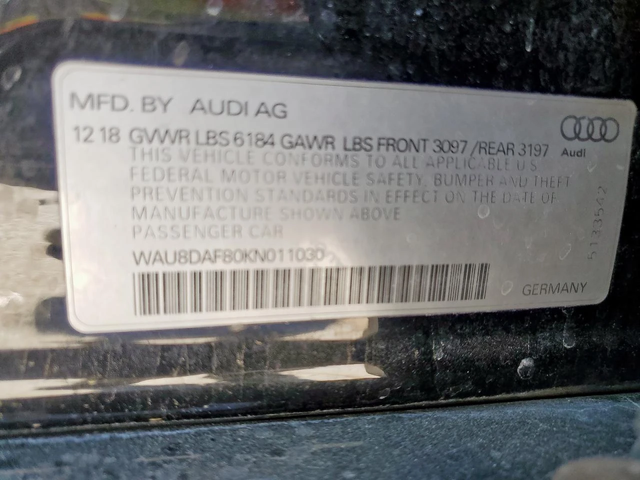 MFD. BY AUDI AG
12 18 GVWR LBS 6184 GAWR LBS FRONT 3097 / REAR 3197
Audi
THIS VEHICLE CONFORMS TO ALL APPLICABLE U.S.
FEDERAL MOTOR VEHICLE SAFETY, BUMPER AND THEFT
PREVENTION STANDARDS IN EFFECT ON THE DATE OF
MANUFACTURE SHOWN ABOVE
PASSENGER CAR
WAU8DAF80KN011030
5133542
GERMANY